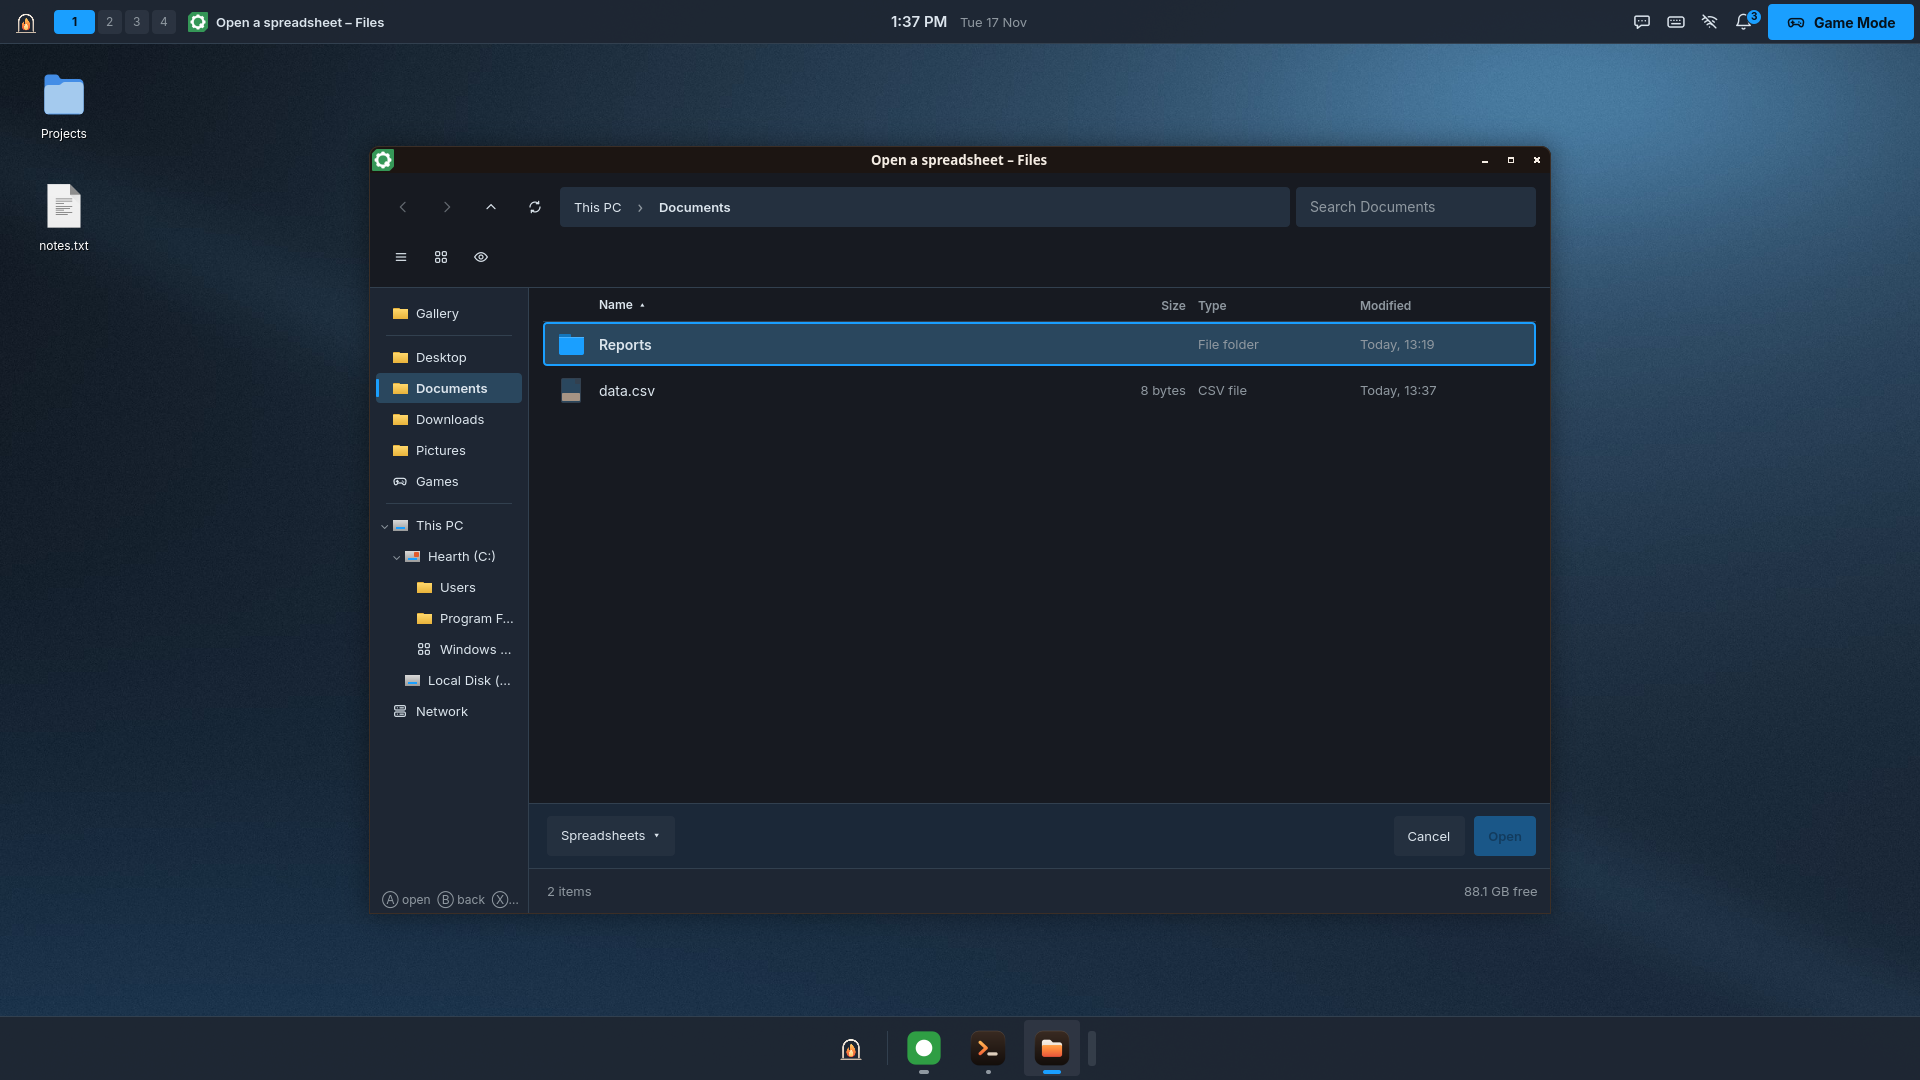 1 2 3 4 Open a spreadsheet – Files 1:37 PM Tue 17 Nov 3 Game Mode
Projects
notes.txt
Open a spreadsheet – Files
This PC › Documents Search Documents
Gallery
Desktop
Documents
Downloads
Pictures
Games
This PC
Hearth (C:)
Users
Program F...
Windows ...
Local Disk (...
Network
A open B back X...
Name Size Type Modified
Reports File folder Today, 13:19
data.csv 8 bytes CSV file Today, 13:37
Spreadsheets Cancel Open
2 items 88.1 GB free